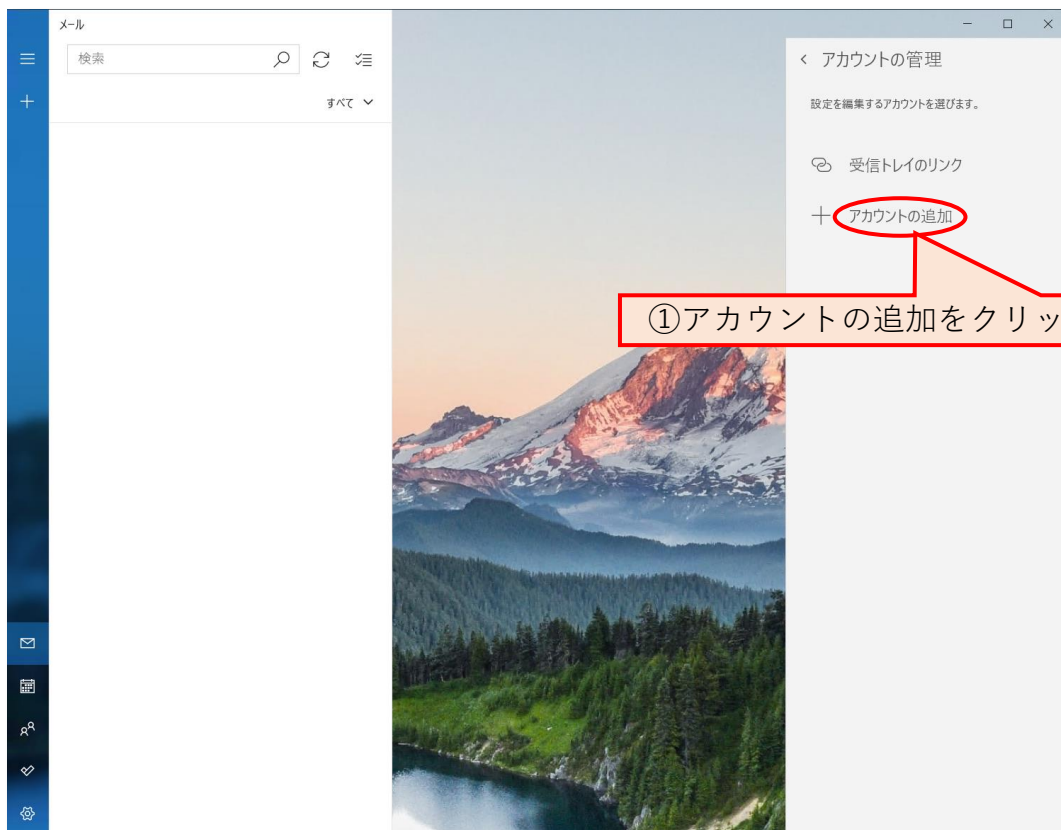 メール
検索
すべて
アカウントの管理
設定を編集するアカウントを選びます。
受信トレイのリンク
アカウントの追加
①アカウントの追加をクリッ